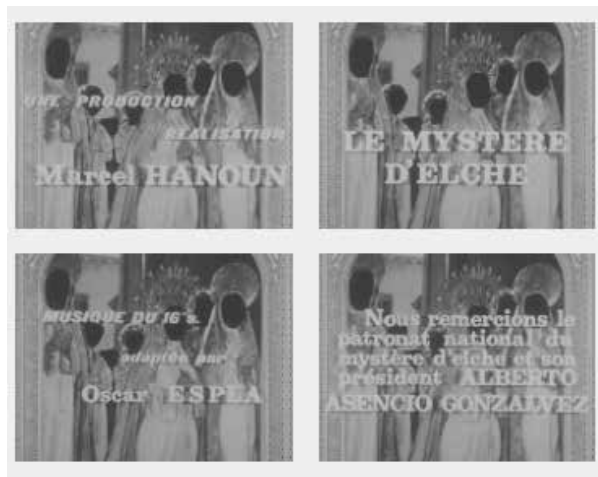 UNE PRODUCTION
REALISATION
Marcel HANOUN
LE MYSTERE
D'ELCHE
MUSIQUE DU 16 s.
adaptée par
Oscar ESPLA
Nous remercions le
patronat national du
mystère d'elche et son
président ALBERTO
ASENCIO GONZALVEZ